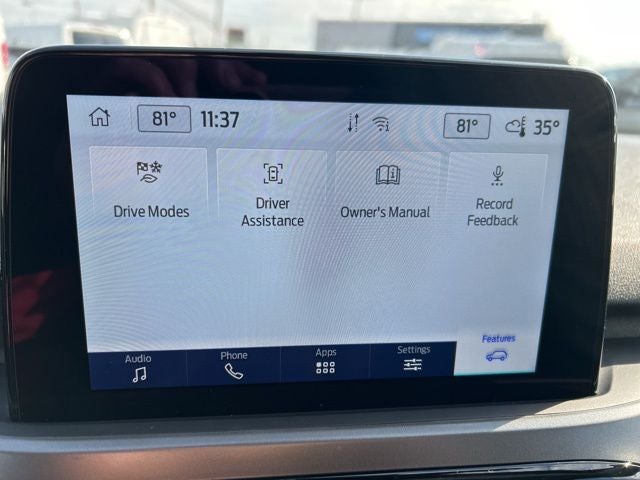 81° 11:37 81° 35°
Drive Modes
Driver
Assistance
Owner's Manual
Record
Feedback
Audio
Phone
Apps
Settings
Features